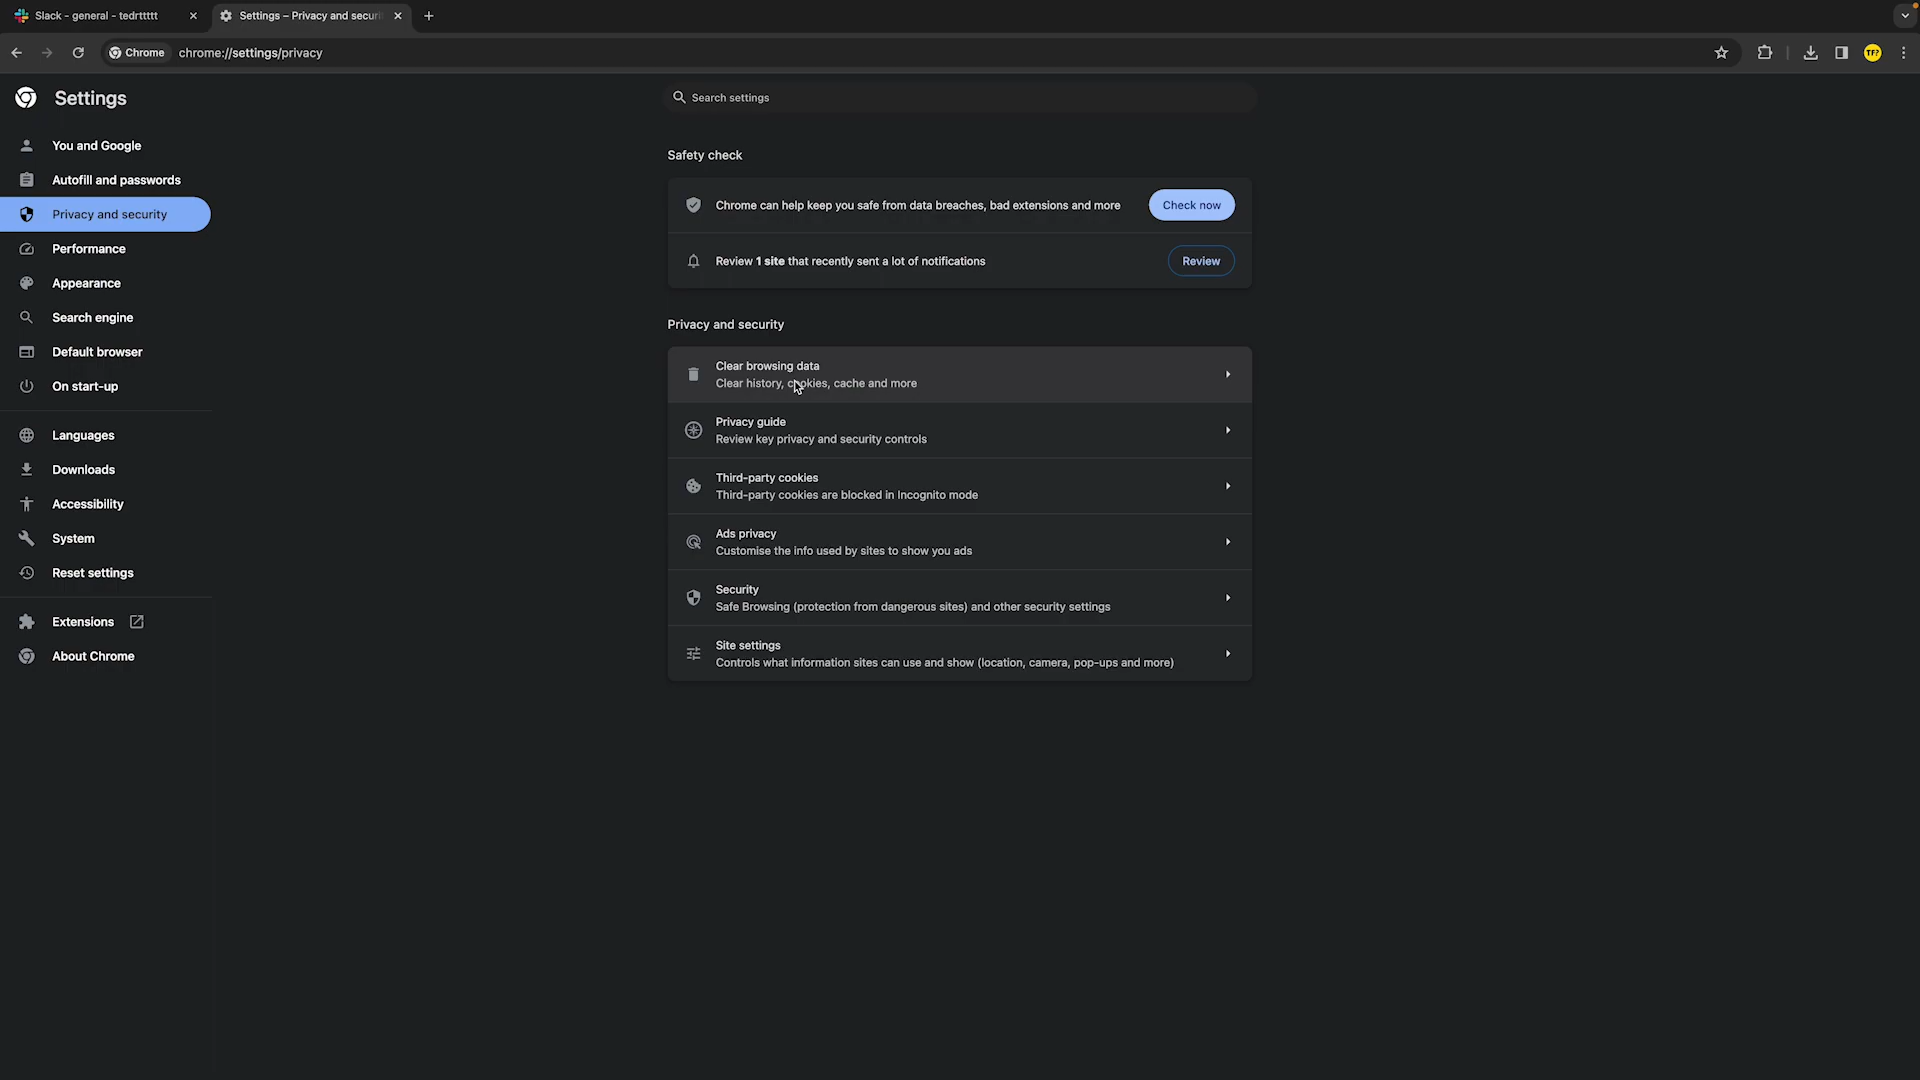 Slack - general - tedrttttt
Settings – Privacy and securi
Chrome
chrome://settings/privacy
TF?
Settings
Search settings
You and Google
Autofill and passwords
Privacy and security
Performance
Appearance
Search engine
Default browser
On start-up
Languages
Downloads
Accessibility
System
Reset settings
Extensions
About Chrome
Safety check
Chrome can help keep you safe from data breaches, bad extensions and more
Check now
Review 1 site that recently sent a lot of notifications
Review
Privacy and security
Clear browsing data
Clear history, cookies, cache and more
Privacy guide
Review key privacy and security controls
Third-party cookies
Third-party cookies are blocked in Incognito mode
Ads privacy
Customise the info used by sites to show you ads
Security
Safe Browsing (protection from dangerous sites) and other security settings
Site settings
Controls what information sites can use and show (location, camera, pop-ups and more)